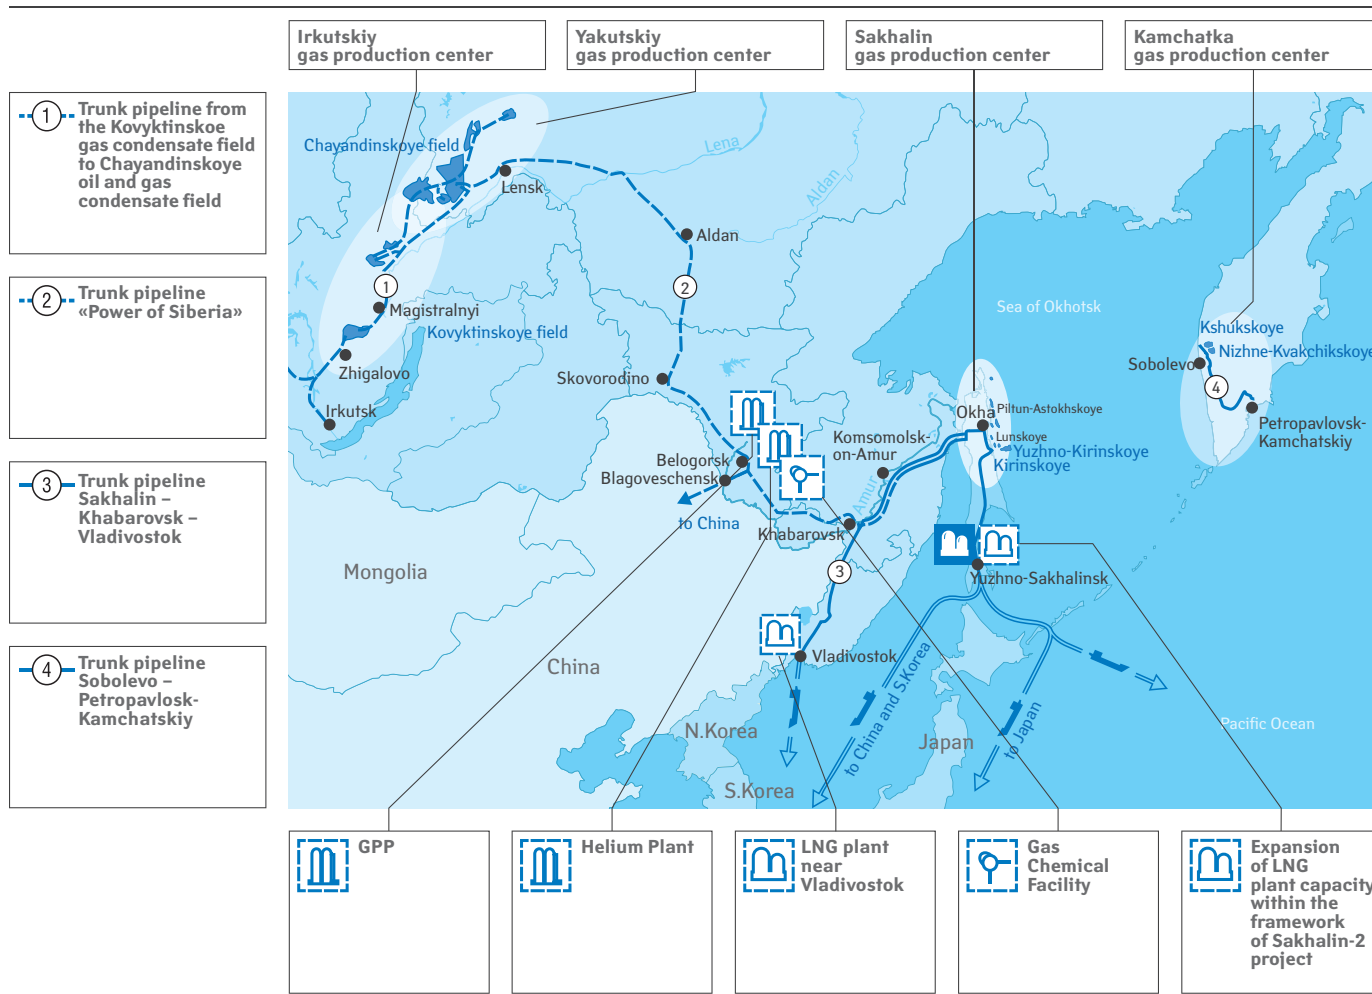 Irkutskiy
gas production center
Yakutskiy
gas production center
Sakhalin
gas production center
Kamchatka
gas production center
1
Trunk pipeline from
the Kovyktinskoe
gas condensate field
to Chayandinskoye
oil and gas
condensate field
2
Trunk pipeline
«Power of Siberia»
3
Trunk pipeline
Sakhalin –
Khabarovsk –
Vladivostok
4
Trunk pipeline
Sobolevo –
Petropavlosk-
Kamchatskiy
Chayandinskoye field
Lena
Aldan
Lensk
Aldan
1
2
Magistralnyi
Kovyktinskoye field
Zhigalovo
Irkutsk
Skovorodino
Sea of Okhotsk
Kshukskoye
Nizhne-Kvakchikskoye
Sobolevo
4
Petropavlovsk-
Kamchatskiy
Okha
Piltun-Astokhskoye
Lunskoye
Yuzhno-Kirinskoye
Kirinskoye
Komsomolsk-
on-Amur
Amur
Belogorsk
Blagoveschensk
to China
Khabarovsk
3
Yuzhno-Sakhalinsk
Mongolia
China
Vladivostok
N.Korea
S.Korea
Japan
to China and S.Korea
to Japan
Pacific Ocean
GPP
Helium Plant
LNG plant
near
Vladivostok
Gas
Chemical
Facility
Expansion
of LNG
plant capacity
within the
framework
of Sakhalin-2
project